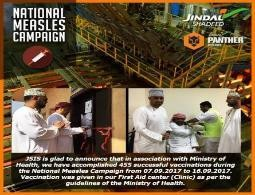 NATIONAL
MEASLES
CAMPAIGN
JINDAL
SHADEED
PANTHER
JSIS is glad to announce that in association with Ministry of
Health, we have accomplished 455 successful vaccinations during
the National Measles Campaign from 07.09.2017 to 16.09.2017.
Vaccination was given in our First Aid center (Clinic) as per the
guidelines of the Ministry of Health.